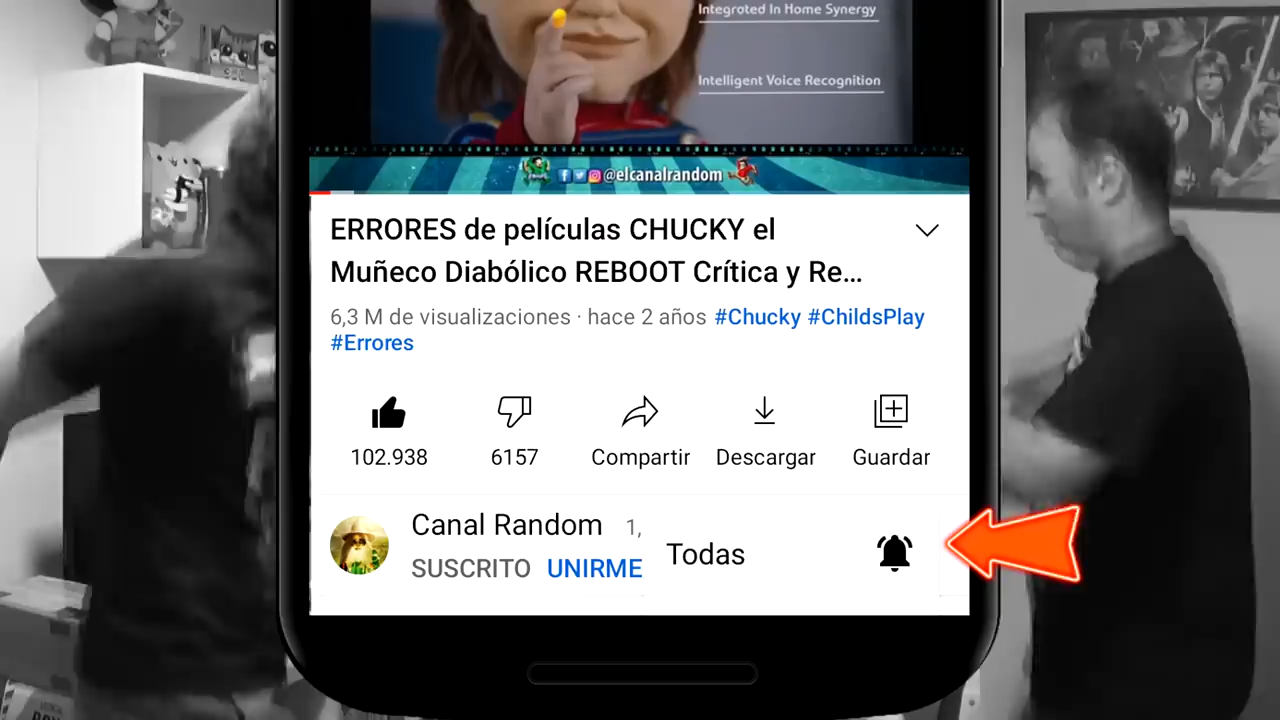 Integrated In Home Synergy
Intelligent Voice Recognition
@elcanalrandom
ERRORES de películas CHUCKY el
Muñeco Diabólico REBOOT Crítica y Re...
6,3 M de visualizaciones · hace 2 años #Chucky #ChildsPlay
#Errores
102.938 6157 Compartir Descargar Guardar
Canal Random 1,
SUSCRITO UNIRME
Todas